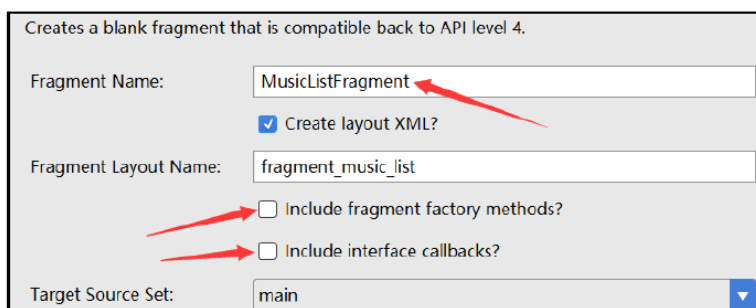 Creates a blank fragment that is compatible back to API level 4.
Fragment Name: MusicListFragment
Create layout XML?
Fragment Layout Name: fragment_music_list
Include fragment factory methods?
Include interface callbacks?
Target Source Set: main